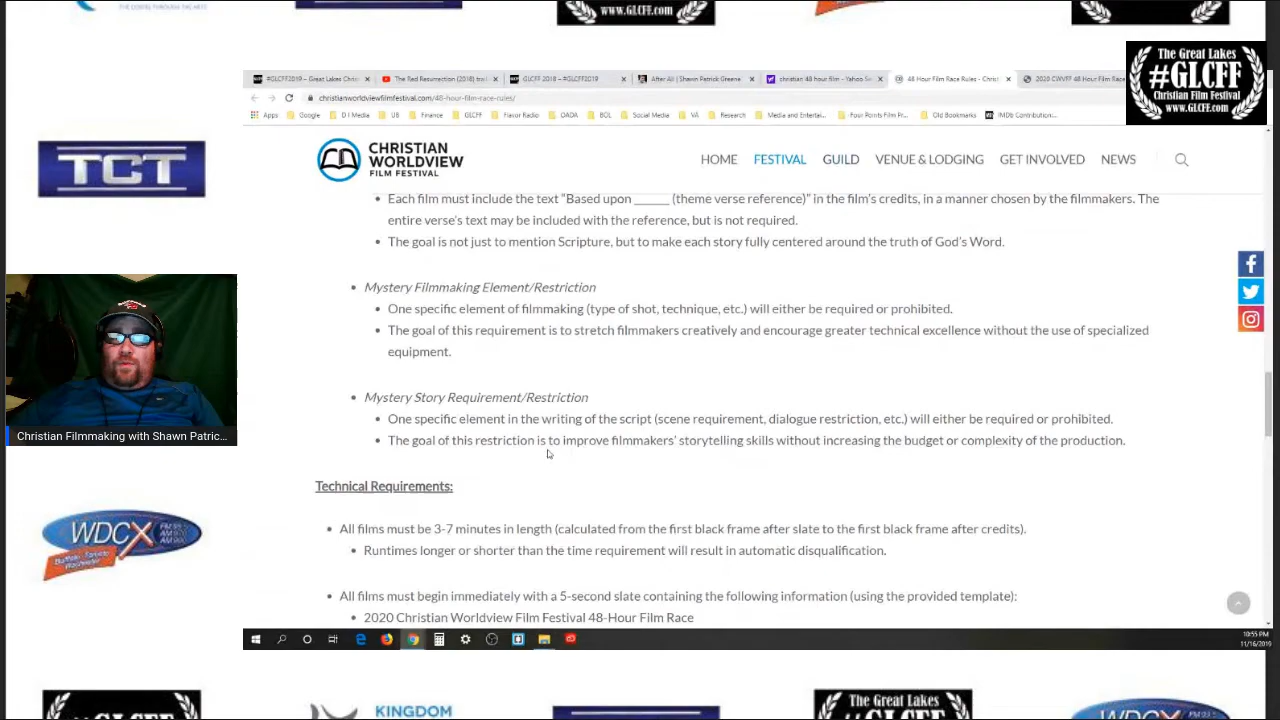 THE GOSPEL THROUGH THE ARTS
www.GLCFF.com
The Great Lakes
#GLCFF
Christian Film Festival
www.GLCFF.com
#GLCFF2019 – Great Lakes Chris
The Red Resurrection (2018) tra
GLCFF 2018 – #GLCFF2019
After All | Shawn Patrick Greene
christian 48 hour film - Yahoo Se
48 Hour Film Race Rules - Chris
2020 CWVFF 48 Hour Film Race
christianworldviewfilmfestival.com/48-hour-film-race-rules/
Apps
Google
D I Media
UB
Finance
GLCFF
Flavor Radio
OADA
BDL
Social Media
VA
Research
Media and Entertai...
Four Points Film Pr...
Old Bookmarks
IMDb Contribution...
TCT
CHRISTIAN
WORLDVIEW
FILM FESTIVAL
HOME
FESTIVAL
GUILD
VENUE & LODGING
GET INVOLVED
NEWS
Each film must include the text “Based upon ______ (theme verse reference)” in the film’s credits, in a manner chosen by the filmmakers. The
entire verse’s text may be included with the reference, but is not required.
The goal is not just to mention Scripture, but to make each story fully centered around the truth of God’s Word.
Mystery Filmmaking Element/Restriction
One specific element of filmmaking (type of shot, technique, etc.) will either be required or prohibited.
The goal of this requirement is to stretch filmmakers creatively and encourage greater technical excellence without the use of specialized
equipment.
Mystery Story Requirement/Restriction
One specific element in the writing of the script (scene requirement, dialogue restriction, etc.) will either be required or prohibited.
The goal of this restriction is to improve filmmakers’ storytelling skills without increasing the budget or complexity of the production.
Christian Filmmaking with Shawn Patric...
Technical Requirements:
All films must be 3-7 minutes in length (calculated from the first black frame after slate to the first black frame after credits).
Runtimes longer or shorter than the time requirement will result in automatic disqualification.
All films must begin immediately with a 5-second slate containing the following information (using the provided template):
2020 Christian Worldview Film Festival 48-Hour Film Race
WDCX
10:55 PM
11/16/2019
#GLCFF
KINGDOM
The Great Lakes
#GLCFF
WDCX